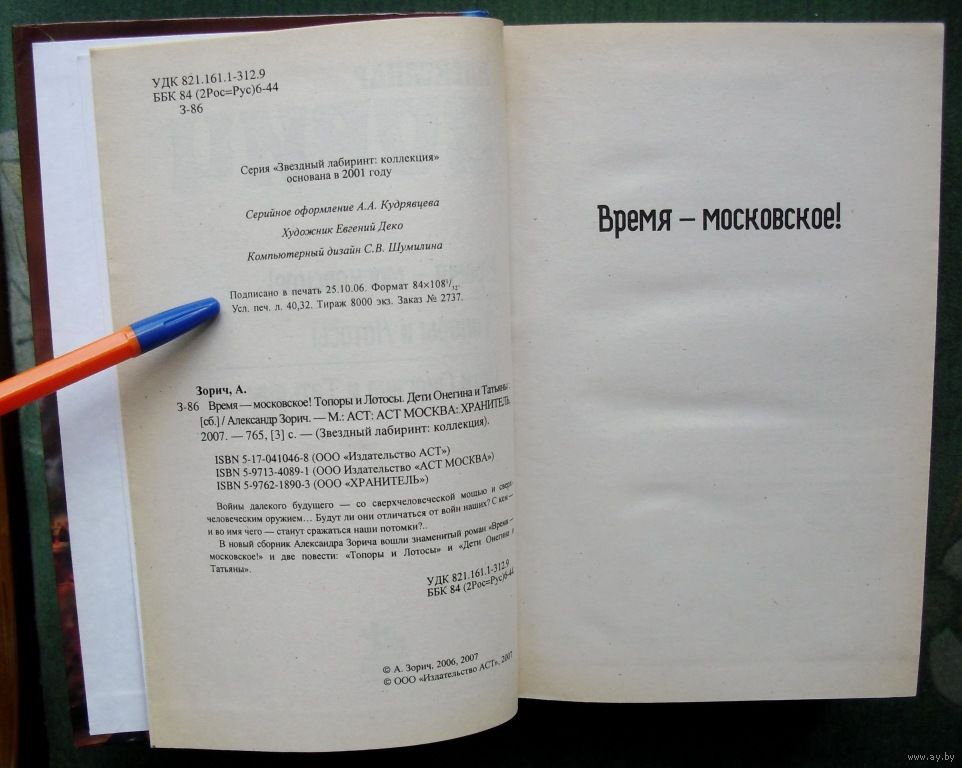 УДК 821.161.1-312.9
ББК 84 (2Рос=Рус)6-44
З-86
Серия «Звездный лабиринт: коллекция»
основана в 2001 году
Серийное оформление А.А. Кудрявцева
Художник Евгений Деко
Компьютерный дизайн С.В. Шумилина
Подписано в печать 25.10.06. Формат 84×108¹/₃₂.
Усл. печ. л. 40,32. Тираж 8000 экз. Заказ № 2737.
Зорич, А.
З-86 Время — московское! Топоры и Лотосы. Дети Онегина и Татьяны:
[сб.] / Александр Зорич. — М.: АСТ: АСТ МОСКВА: ХРАНИТЕЛЬ,
2007. — 765, [3] с. — (Звездный лабиринт: коллекция).
ISBN 5-17-041046-8 (ООО «Издательство АСТ»)
ISBN 5-9713-4089-1 (ООО Издательство «АСТ МОСКВА»)
ISBN 5-9762-1890-3 (ООО «ХРАНИТЕЛЬ»)
Войны далекого будущего — со сверхчеловеческой мощью и сверх-
человеческим оружием... Будут ли они отличаться от войн наших? С кем —
и во имя чего — станут сражаться наши потомки?..
В новый сборник Александра Зорича вошли знаменитый роман «Время —
московское!» и две повести: «Топоры и Лотосы» и «Дети Онегина и
Татьяны».
УДК 821.161.1-312.9
ББК 84 (2Рос=Рус)6-44
© А. Зорич, 2006, 2007
© ООО «Издательство АСТ», 2007
Время – московское!
www.ay.by